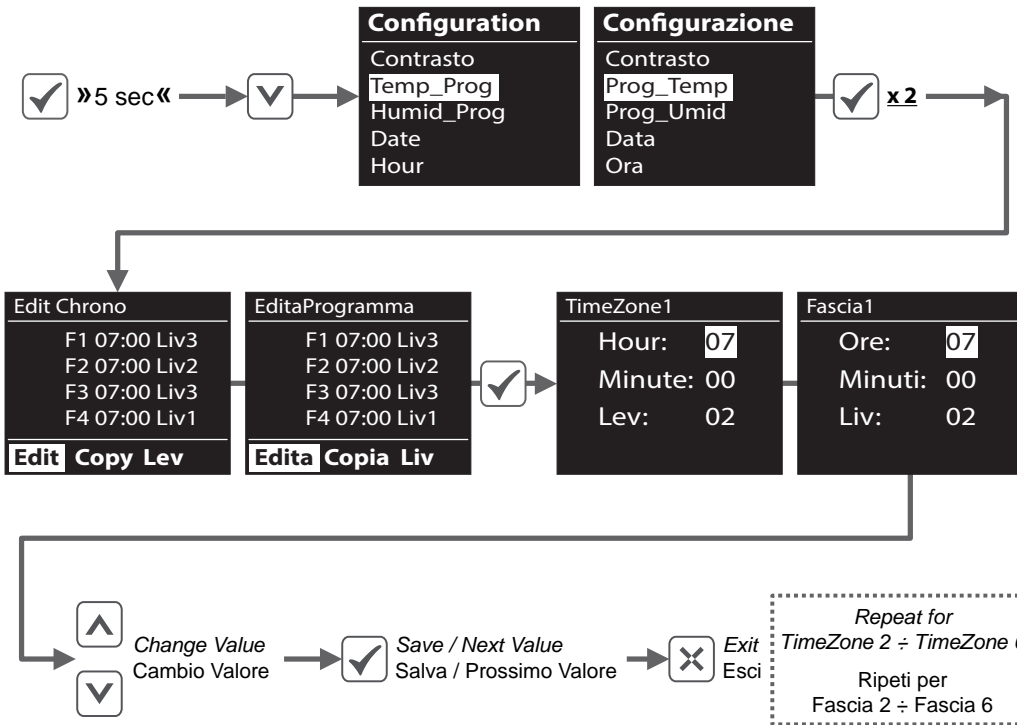 »5 sec«
Configuration
Contrasto
Temp_Prog
Humid_Prog
Date
Hour
Configurazione
Contrasto
Prog_Temp
Prog_Umid
Data
Ora
x 2
Edit Chrono
F1 07:00 Liv3
F2 07:00 Liv2
F3 07:00 Liv3
F4 07:00 Liv1
Edit Copy Lev
EditaProgramma
F1 07:00 Liv3
F2 07:00 Liv2
F3 07:00 Liv3
F4 07:00 Liv1
Edita Copia Liv
TimeZone1
Hour: 07
Minute: 00
Lev: 02
Fascia1
Ore: 07
Minuti: 00
Liv: 02
Change Value
Cambio Valore
Save / Next Value
Salva / Prossimo Valore
Exit
Esci
Repeat for
TimeZone 2 ÷ TimeZone 6
Ripeti per
Fascia 2 ÷ Fascia 6